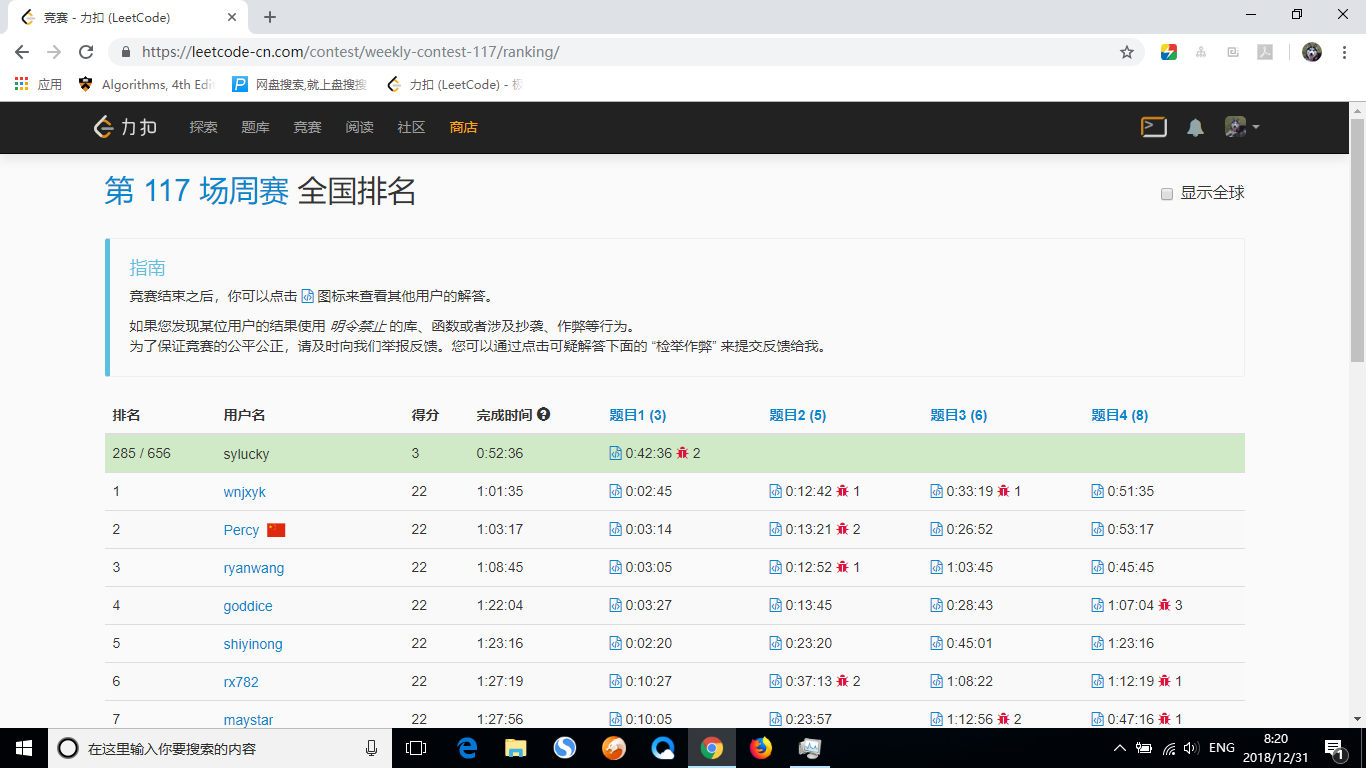 竞赛 - 力扣 (LeetCode)
https://leetcode-cn.com/contest/weekly-contest-117/ranking/
应用 Algorithms, 4th Edi 网盘搜索,就上盘搜搜 力扣 (LeetCode) - 极
力扣 探索 题库 竞赛 阅读 社区 商店
第 117 场周赛 全国排名 显示全球
指南
竞赛结束之后，你可以点击 图标来查看其他用户的解答。
如果您发现某位用户的结果使用 明令禁止 的库、函数或者涉及抄袭、作弊等行为。
为了保证竞赛的公平公正，请及时向我们举报反馈。您可以通过点击可疑解答下面的 “检举作弊” 来提交反馈给我。
排名 用户名 得分 完成时间 题目1 (3) 题目2 (5) 题目3 (6) 题目4 (8)
285 / 656 sylucky 3 0:52:36 0:42:36 2
1 wnjxyk 22 1:01:35 0:02:45 0:12:42 1 0:33:19 1 0:51:35
2 Percy 22 1:03:17 0:03:14 0:13:21 2 0:26:52 0:53:17
3 ryanwang 22 1:08:45 0:03:05 0:12:52 1 1:03:45 0:45:45
4 goddice 22 1:22:04 0:03:27 0:13:45 0:28:43 1:07:04 3
5 shiyinong 22 1:23:16 0:02:20 0:23:20 0:45:01 1:23:16
6 rx782 22 1:27:19 0:10:27 0:37:13 2 1:08:22 1:12:19 1
7 maystar 22 1:27:56 0:10:05 0:23:57 1:12:56 2 0:47:16 1
在这里输入你要搜索的内容 ENG 8:20
2018/12/31 1